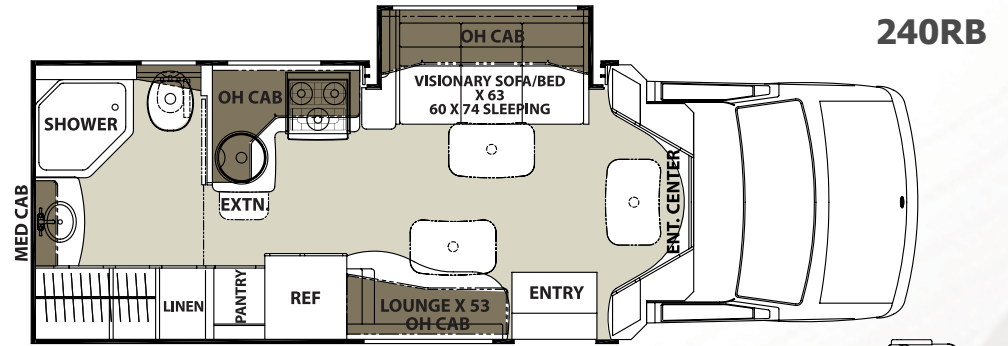 240RB
OH CAB
VISIONARY SOFA/BED
X 63
60 X 74 SLEEPING
OH CAB
SHOWER
EXTN.
MED CAB
ENT. CENTER
LINEN
PANTRY
REF
LOUNGE X 53
OH CAB
ENTRY